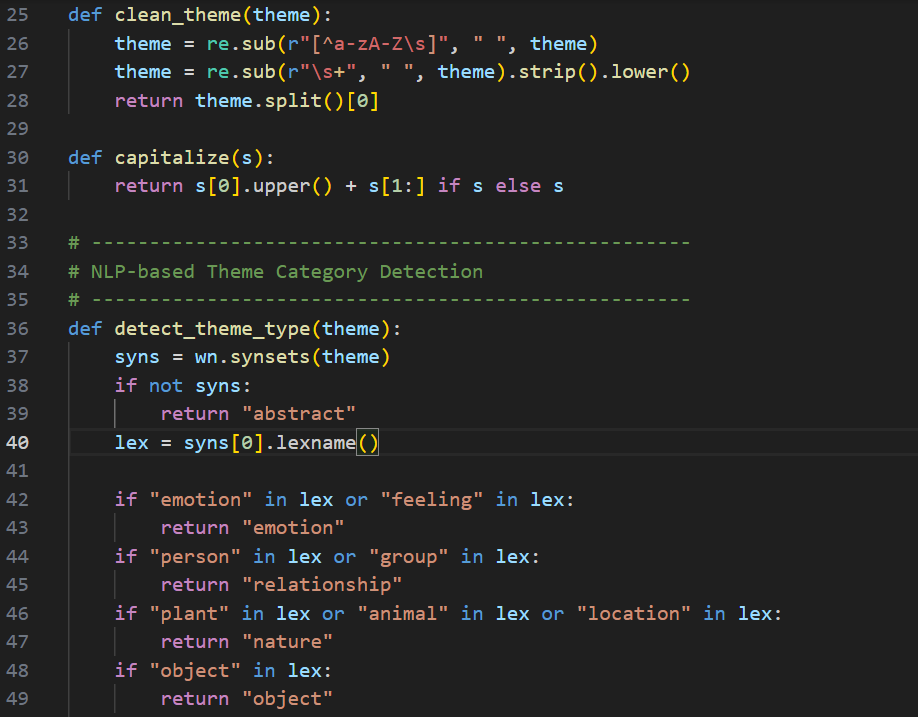 25 def clean_theme(theme):
26     theme = re.sub(r"[^a-zA-Z\s]", " ", theme)
27     theme = re.sub(r"\s+", " ", theme).strip().lower()
28     return theme.split()[0]
29
30 def capitalize(s):
31     return s[0].upper() + s[1:] if s else s
32
33 # ----------------------------------------------------
34 # NLP-based Theme Category Detection
35 # ----------------------------------------------------
36 def detect_theme_type(theme):
37     syns = wn.synsets(theme)
38     if not syns:
39         return "abstract"
40     lex = syns[0].lexname()
41
42     if "emotion" in lex or "feeling" in lex:
43         return "emotion"
44     if "person" in lex or "group" in lex:
45         return "relationship"
46     if "plant" in lex or "animal" in lex or "location" in lex:
47         return "nature"
48     if "object" in lex:
49         return "object"